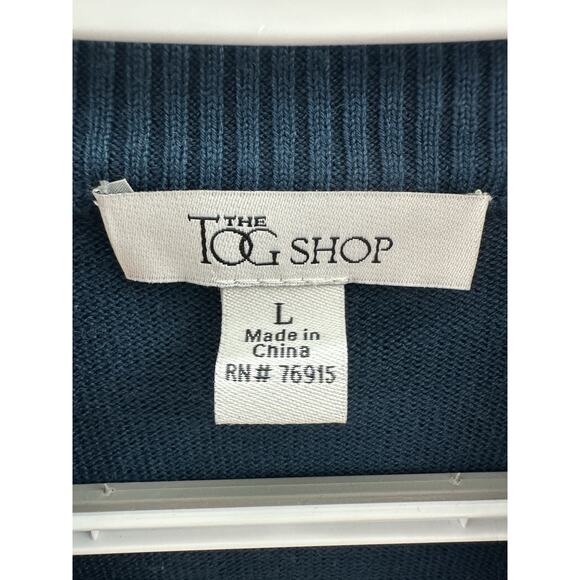 THE
TOG SHOP
L
Made in
China
RN# 76915